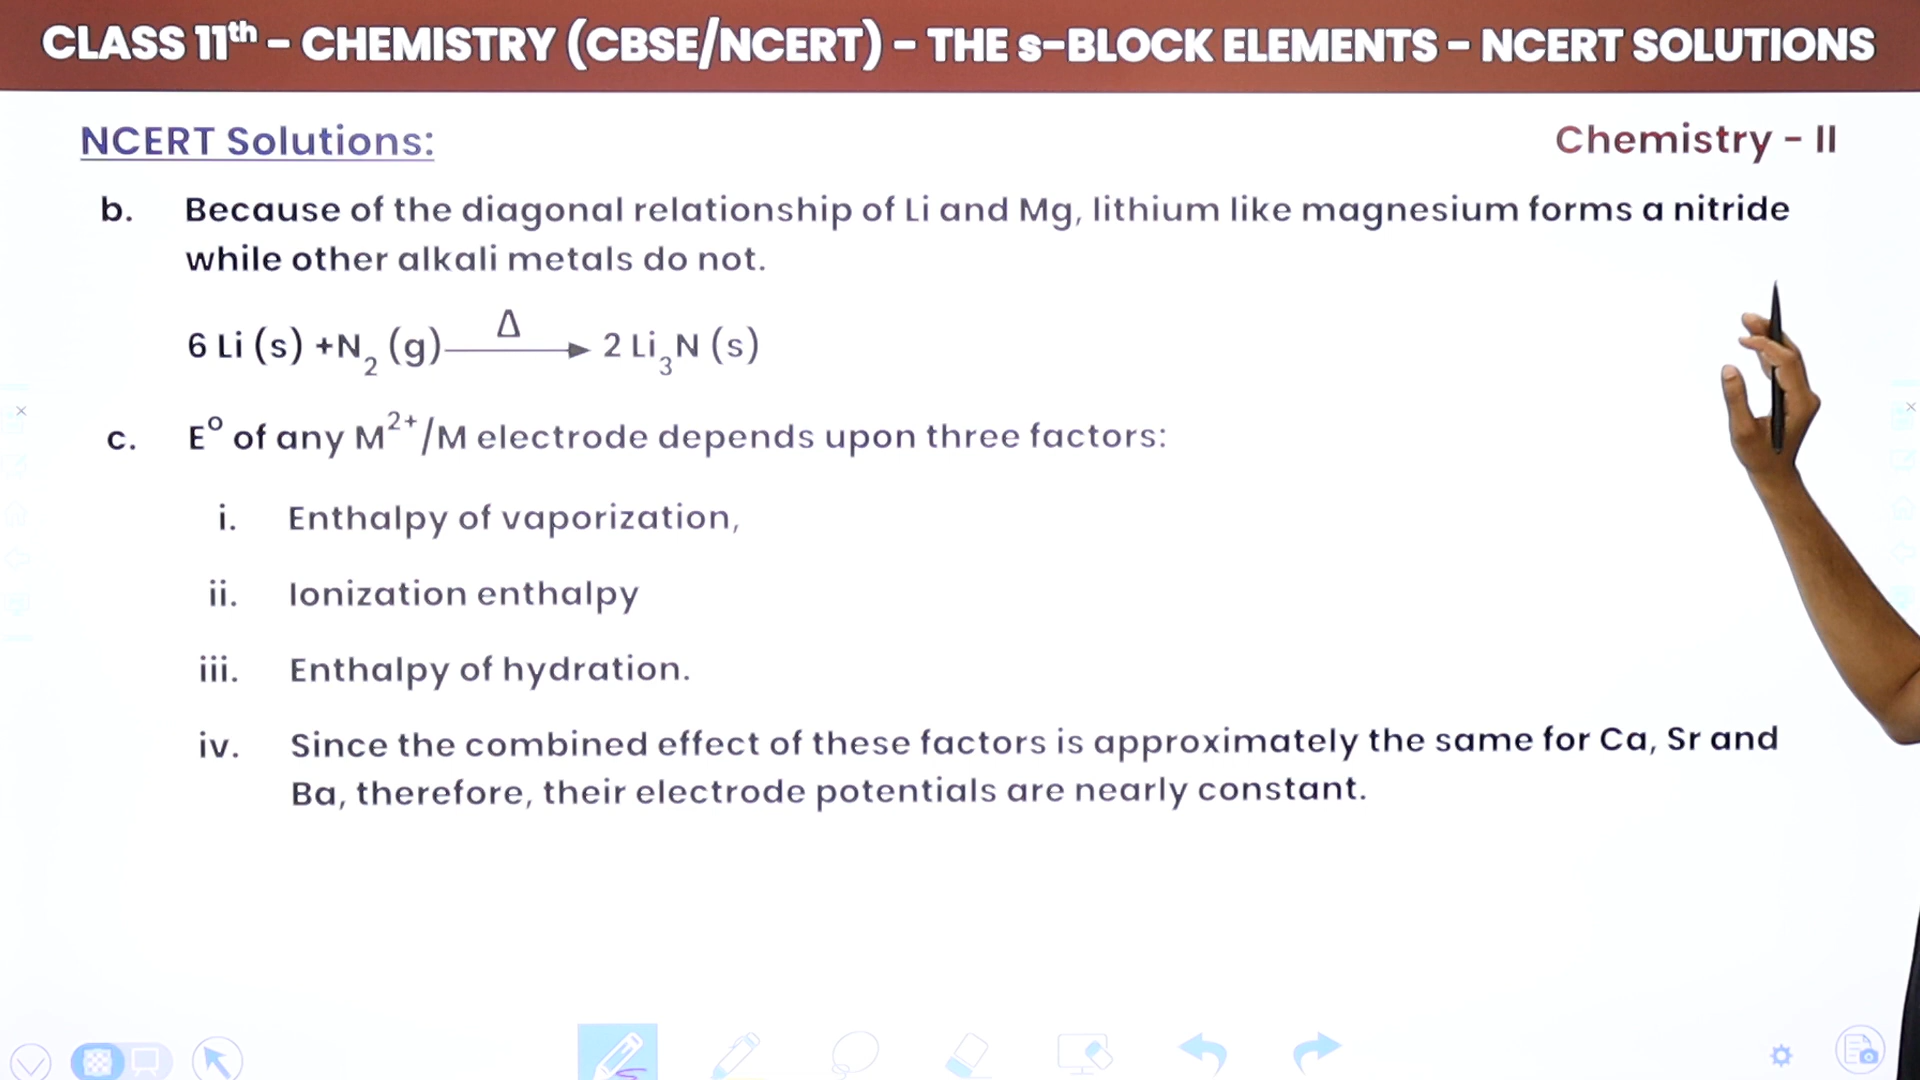 CLASS 11th – CHEMISTRY (CBSE/NCERT) – THE s–BLOCK ELEMENTS – NCERT SOLUTIONS
NCERT Solutions:
Chemistry – II
b. Because of the diagonal relationship of Li and Mg, lithium like magnesium forms a nitride
while other alkali metals do not.
6 Li (s) +N₂ (g) —Δ→ 2 Li₃N (s)
c. E° of any M²⁺/M electrode depends upon three factors:
i. Enthalpy of vaporization,
ii. Ionization enthalpy
iii. Enthalpy of hydration.
iv. Since the combined effect of these factors is approximately the same for Ca, Sr and
Ba, therefore, their electrode potentials are nearly constant.